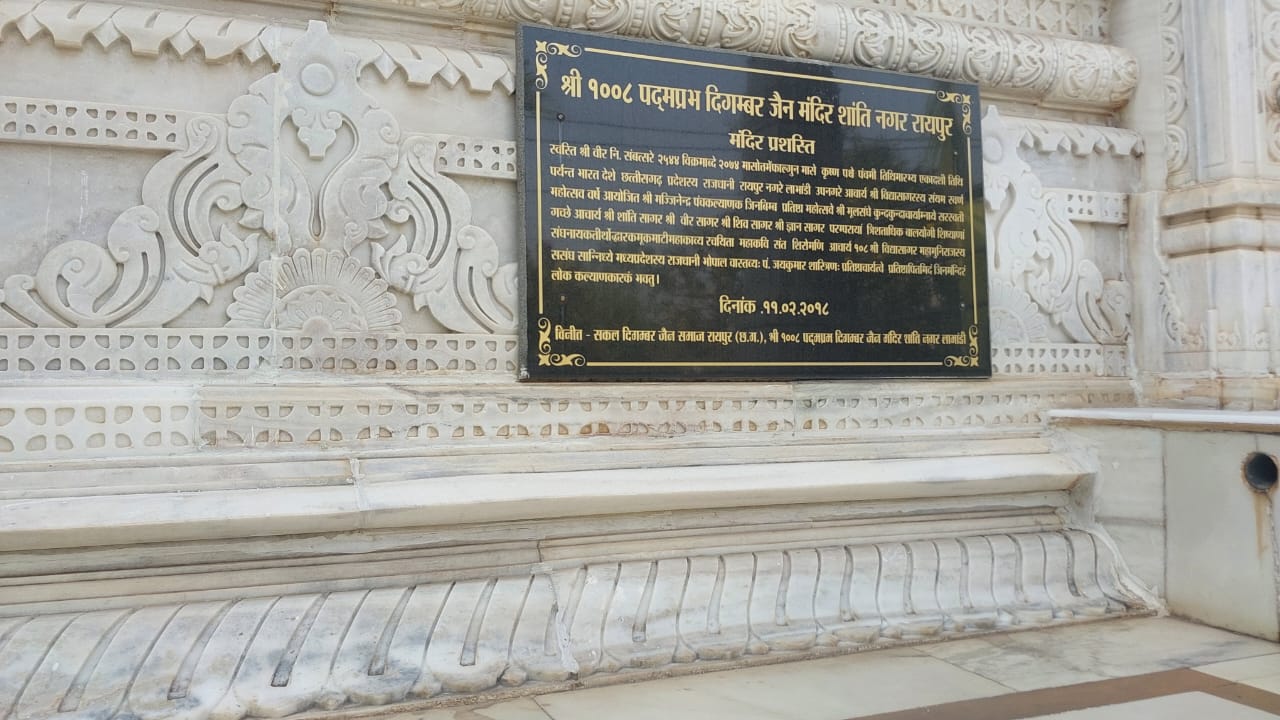 श्री १००८ पद्मप्रभ दिगम्बर जैन मंदिर शांति नगर रायपुर
मंदिर प्रशस्ति
स्वस्ति श्री वीर नि. संवत्सरे २५४४ विक्रमाब्दे २०७४ मासोतमेंफाल्गुन मासे कृष्ण पक्षे पंचमी तिथिमारभ्य एकादशी तिथि
पर्यन्त भारत देशे छत्तीसगढ़ प्रदेशस्य राजधानी रायपुर नगरे लाभांडी उपनगरे आचार्य श्री विद्यासागरस्य संयम स्वर्ण
महोत्सव वर्षे आयोजित श्री मज्जिनेन्द्र पंचकल्याणक जिनबिम्ब प्रतिष्ठा महोत्सवे श्री मूलसंघे कुन्दकुन्दाचार्याम्नाये सरस्वती
गच्छे आचार्य श्री शांति सागर श्री वीर सागर श्री शिव सागर श्री ज्ञान सागर परम्परायां त्रिशताधिक बालयोगी शिष्याणां
संघनायकतीर्थोद्धारकमूकमाटीमहाकाव्य रचयिता महाकवि संत शिरोमणि आचार्य १०८ श्री विद्यासागर महामुनिराजस्य
ससंघ सान्निध्ये मध्यप्रदेशस्य राजधानी भोपाल वास्तव्यः पं. जयकुमार शास्त्रिणः प्रतिष्ठाचार्यत्वे प्रतिष्ठापितमिदं जिनमन्दिरं
लोक कल्याणकारकं भवतु।
दिनांक .११.०२.२०१८
विनीत - सकल दिगम्बर जैन समाज रायपुर (छ.ग.), श्री १००८ पद्मप्रभ दिगम्बर जैन मंदिर शांति नगर लाभांडी